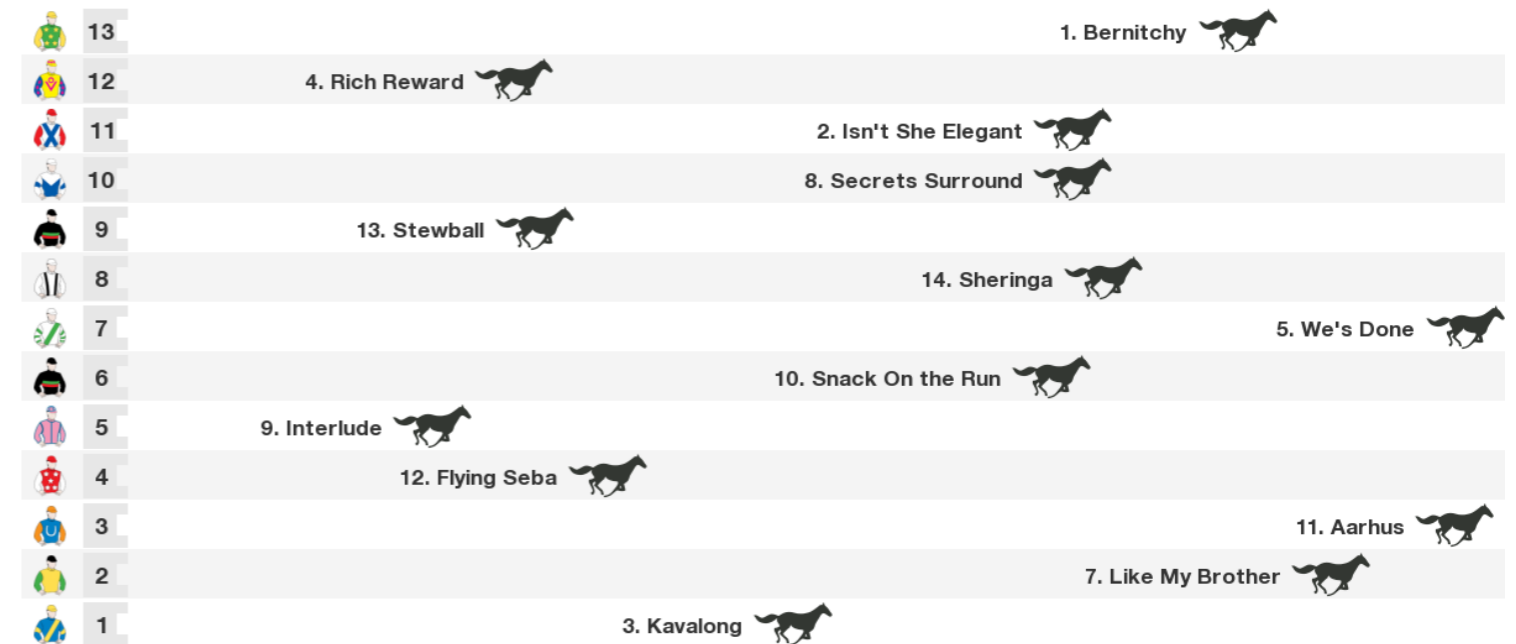 13 1. Bernitchy
12 4. Rich Reward
11 2. Isn't She Elegant
10 8. Secrets Surround
9 13. Stewball
8 14. Sheringa
7 5. We's Done
6 10. Snack On the Run
5 9. Interlude
4 12. Flying Seba
3 11. Aarhus
2 7. Like My Brother
1 3. Kavalong